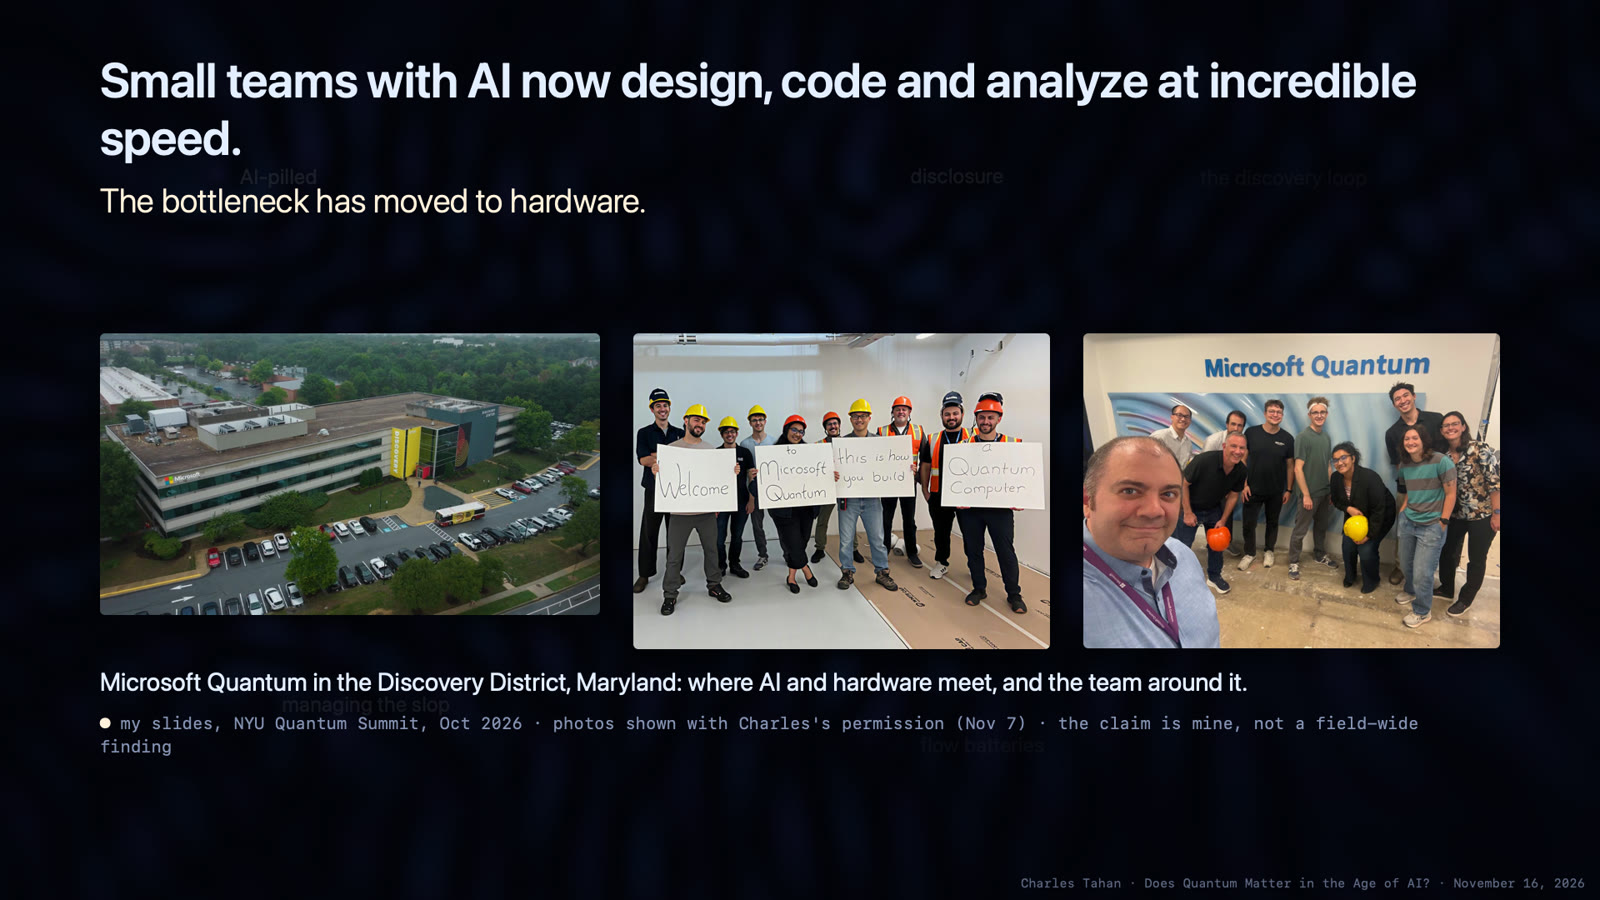 Small teams with AI now design, code and analyze at incredible
speed.
AI-pilled
disclosure
the discovery loop
The bottleneck has moved to hardware.
Microsoft
DISCOVERY
Welcome
to
Microsoft
Quantum
this is how
you build
a
Quantum
Computer
Microsoft Quantum
Microsoft Quantum in the Discovery District, Maryland: where AI and hardware meet, and the team around it.
managing the slop
● my slides, NYU Quantum Summit, Oct 2026 · photos shown with Charles's permission (Nov 7) · the claim is mine, not a field-wide
finding
flow batteries
Charles Tahan · Does Quantum Matter in the Age of AI? · November 16, 2026